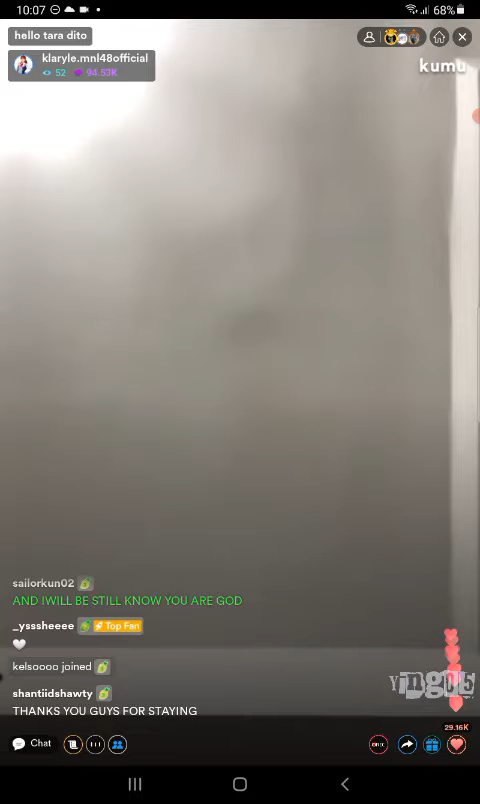 10:07
68%
hello tara dito
klaryle.mnl48official
52 94.53K
kumu
sailorkun02
AND IWILL BE STILL KNOW YOU ARE GOD
_ysssheeee Top Fan
kelsoooo joined
shantiidshawty
THANKS YOU GUYS FOR STAYING
29.16K
Chat